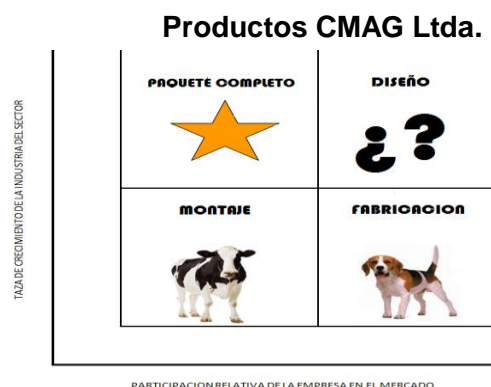 Productos CMAG Ltda.
PAQUETE COMPLETO
DISEÑO
¿?
MONTAJE
FABRICACION
TAZA DE CRECIMIENTO DE LA INDUSTRIA DEL SECTOR
PARTICIPACION RELATIVA DE LA EMPRESA EN EL MERCADO